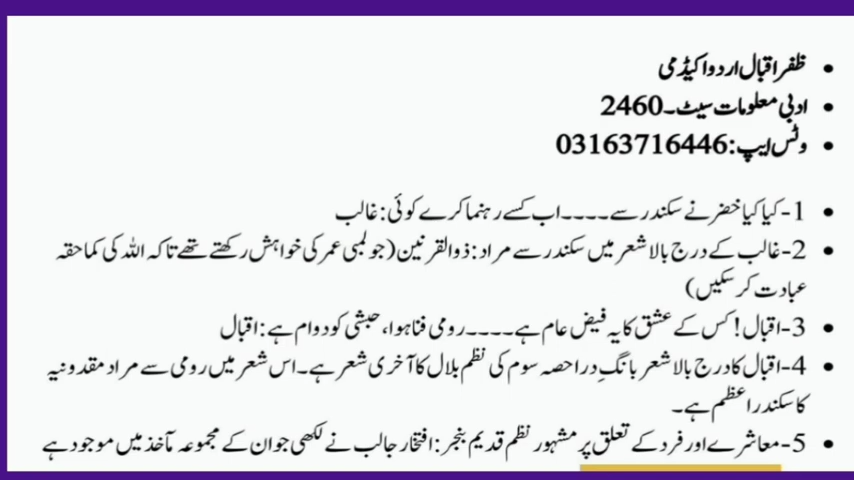 ظفر اقبال اردو اکیڈمی
ادبی معلومات سیٹ۔2460
وٹس ایپ:03163716446
1-کیا کیا خضر نے سکندر سے۔۔۔۔اب کسے رہنما کرے کوئی: غالب
2-غالب کے درج بالا شعر میں سکندر سے مراد: ذوالقرنین (جو لمبی عمر کی خواہش رکھتے تھے تاکہ اللہ کی کماحقہ
عبادت کر سکیں)
3-اقبال! کس کے عشق کا یہ فیض عام ہے۔۔۔۔رومی فنا ہوا، حبشی کو دوام ہے: اقبال
4-اقبال کا درج بالا شعر بانگِ درا حصہ سوم کی نظم بلال کا آخری شعر ہے۔ اس شعر میں رومی سے مراد مقدونیہ
کا سکندر اعظم ہے۔
5-معاشرے اور فرد کے تعلق پر مشہور نظم قدیم بنجر: افتخار جالب نے لکھی جو ان کے مجموعہ مآخذ میں موجود ہے